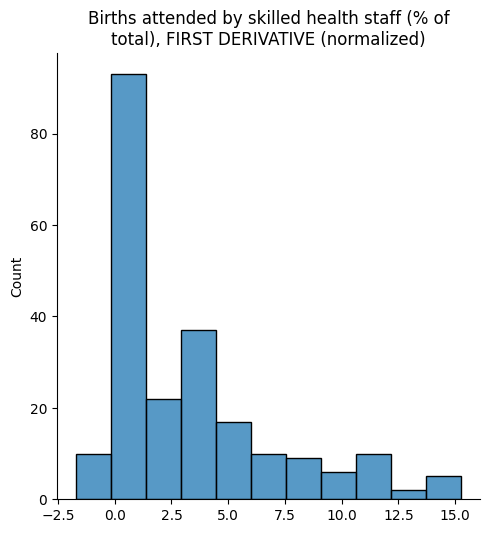 Births attended by skilled health staff (% of
total), FIRST DERIVATIVE (normalized)
80
60
40
20
0
Count
−2.5 0.0 2.5 5.0 7.5 10.0 12.5 15.0